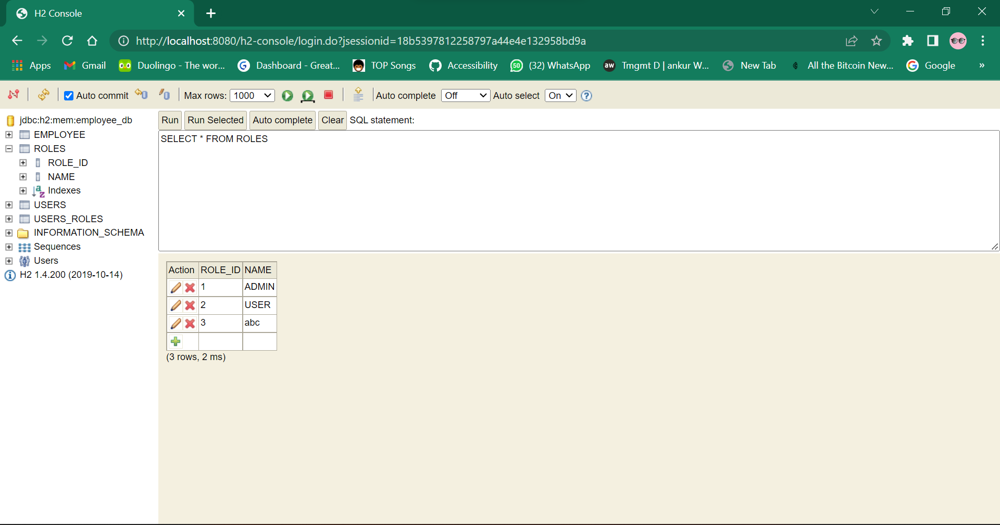 H2 Console
http://localhost:8080/h2-console/login.do?jsessionid=18b5397812258797a44e4e132958bd9a
Apps Gmail Duolingo - The wor... Dashboard - Great... TOP Songs Accessibility 50 (32) WhatsApp aw Tmgmt D | ankur W... New Tab All the Bitcoin New... Google »
Auto commit Max rows: 1000 Auto complete Off Auto select On ?
jdbc:h2:mem:employee_db
EMPLOYEE
ROLES
ROLE_ID
NAME
Indexes
USERS
USERS_ROLES
INFORMATION_SCHEMA
Sequences
Users
H2 1.4.200 (2019-10-14)
Run Run Selected Auto complete Clear SQL statement:
SELECT * FROM ROLES
Action ROLE_ID NAME
1 ADMIN
2 USER
3 abc
(3 rows, 2 ms)